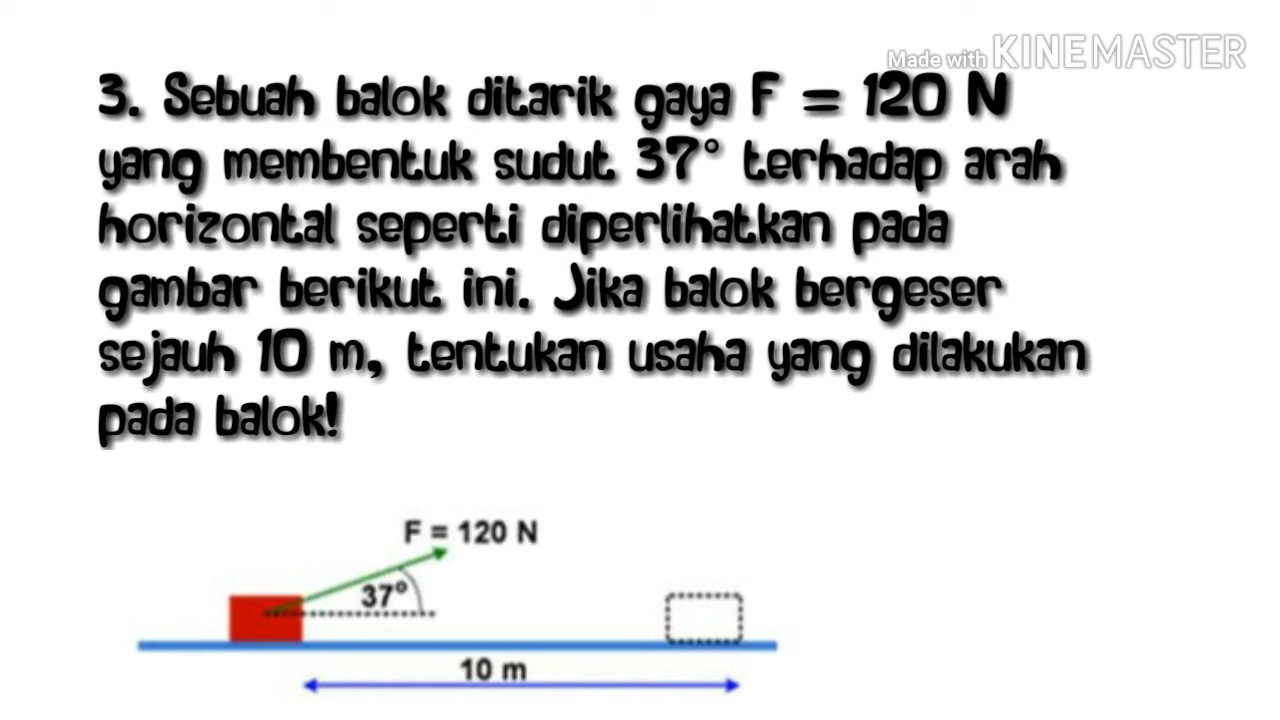 Made with KINEMASTER
3. Sebuah balok ditarik gaya F = 120 N
yang membentuk sudut 37° terhadap arah
horizontal seperti diperlihatkan pada
gambar berikut ini. Jika balok bergeser
sejauh 10 m, tentukan usaha yang dilakukan
pada balok!
F = 120 N
37°
10 m